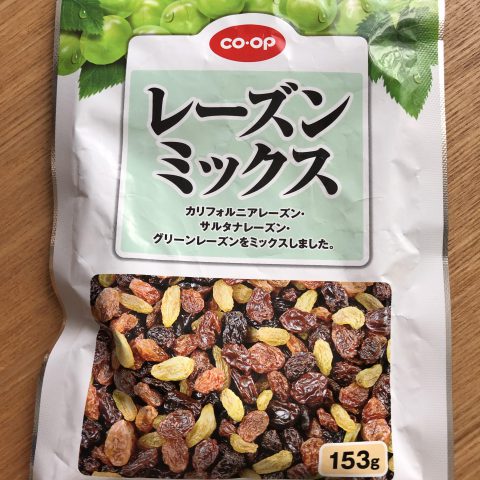 CO·OP
レーズン
ミックス
カリフォルニアレーズン・
サルタナレーズン・
グリーンレーズンをミックスしました。
153g